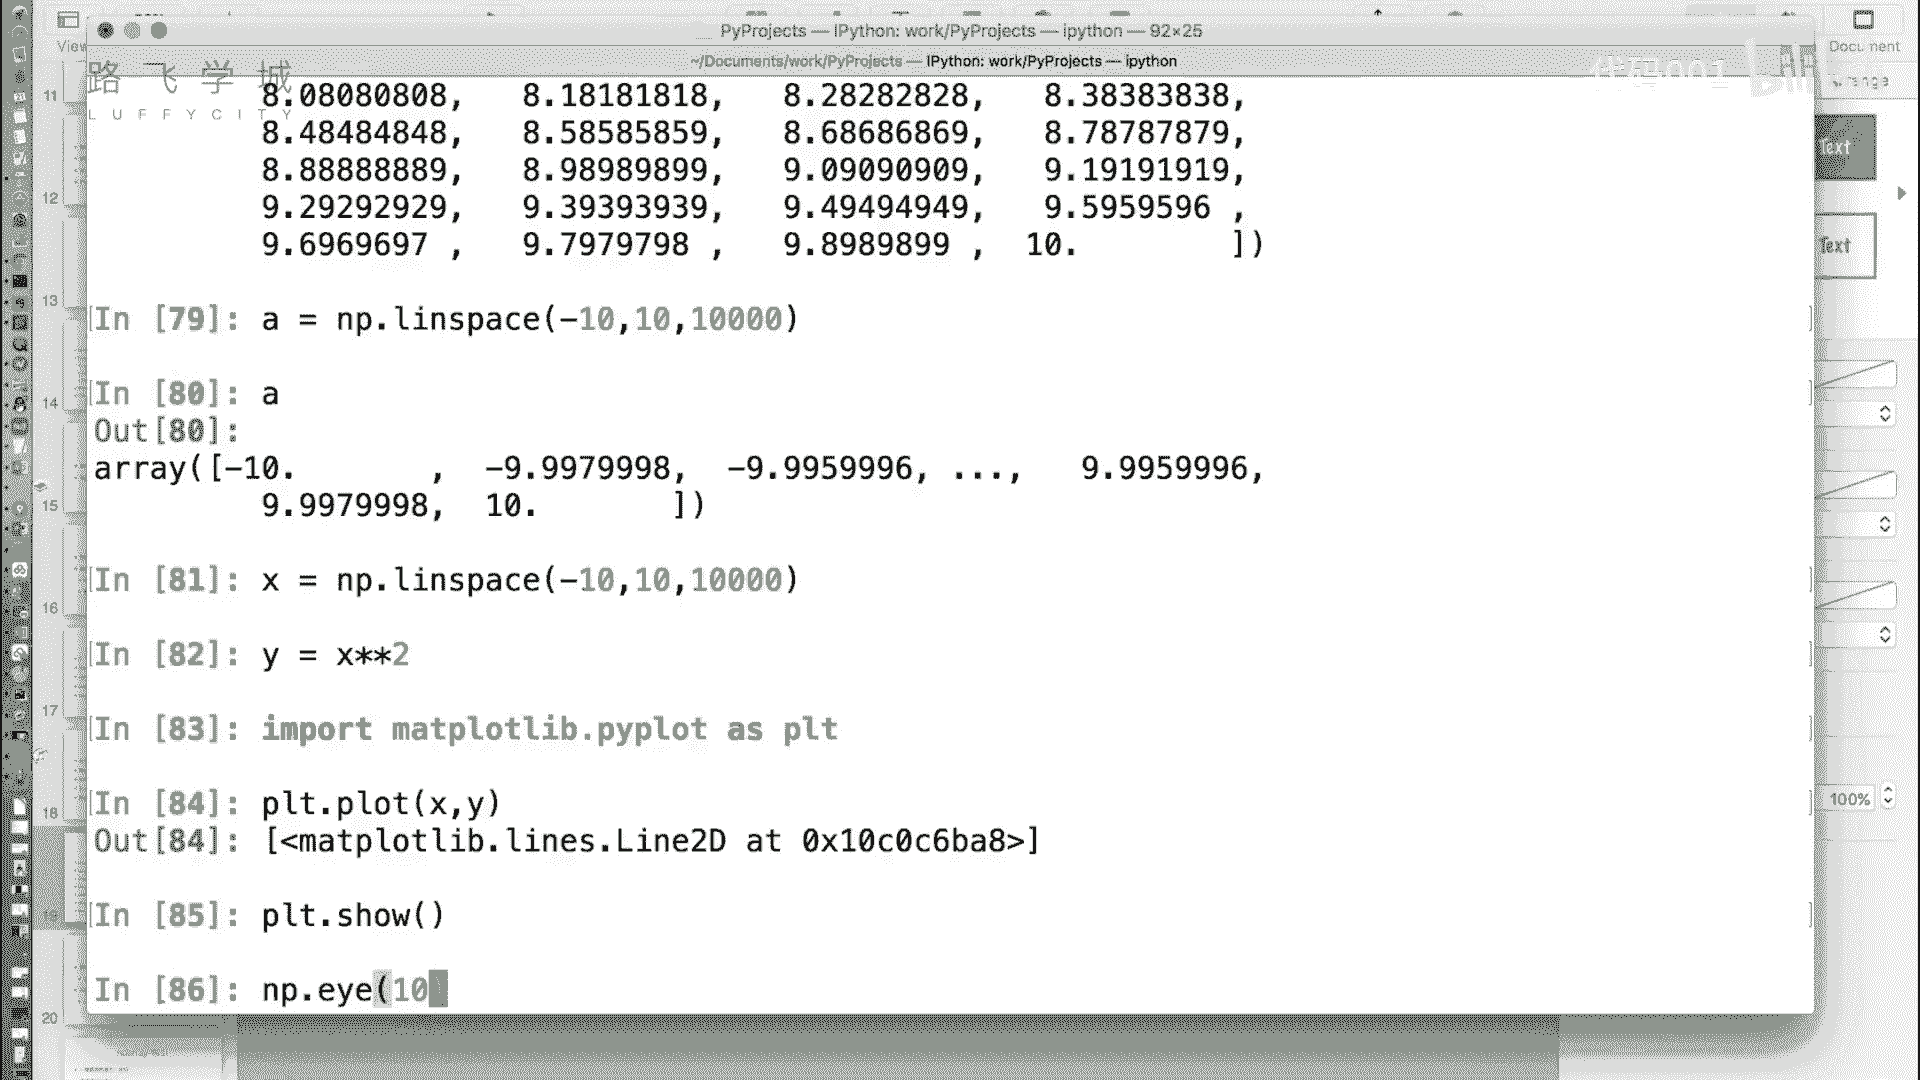 PyProjects — IPython: work/PyProjects — ipython — 92×25
~/Documents/work/PyProjects — IPython: work/PyProjects — ipython
View
Document
路飞学城
LUFFYCITY
代码001
8.08080808, 8.18181818, 8.28282828, 8.38383838,
8.48484848, 8.58585859, 8.68686869, 8.78787879,
8.88888889, 8.98989899, 9.09090909, 9.19191919,
9.29292929, 9.39393939, 9.49494949, 9.5959596 ,
9.6969697 , 9.7979798 , 9.8989899 , 10. ])
In [79]: a = np.linspace(-10,10,10000)
In [80]: a
Out[80]:
array([-10. , -9.9979998, -9.9959996, ..., 9.9959996,
9.9979998, 10. ])
In [81]: x = np.linspace(-10,10,10000)
In [82]: y = x**2
In [83]: import matplotlib.pyplot as plt
In [84]: plt.plot(x,y)
Out[84]: [<matplotlib.lines.Line2D at 0x10c0c6ba8>]
In [85]: plt.show()
In [86]: np.eye(10
11
12
13
14
15
16
17
18
19
20
Text
Text
100%